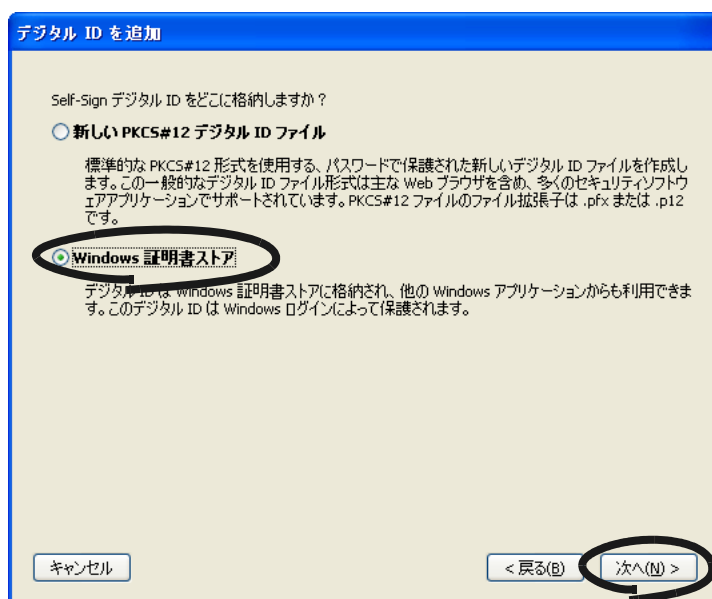 デジタル ID を追加
Self-Sign デジタル ID をどこに格納しますか？
新しい PKCS#12 デジタル ID ファイル
標準的な PKCS#12 形式を使用する、パスワードで保護された新しいデジタル ID ファイルを作成し
ます。この一般的なデジタル ID ファイル形式は主な Web ブラウザを含め、多くのセキュリティソフトウ
ェアアプリケーションでサポートされています。PKCS#12 ファイルのファイル拡張子は .pfx または .p12
です。
Windows 証明書ストア
デジタル ID は Windows 証明書ストアに格納され、他の Windows アプリケーションからも利用できま
す。このデジタル ID は Windows ログインによって保護されます。
キャンセル
< 戻る(B)
次へ(N) >